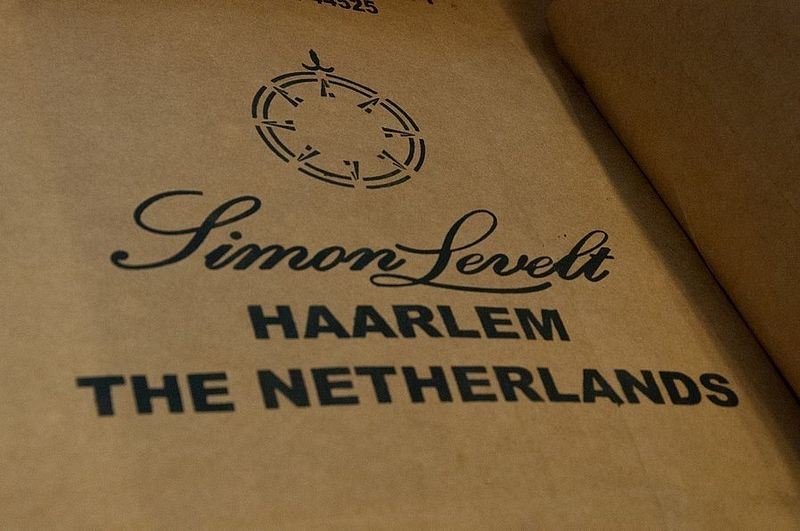 Simon Levelt
HAARLEM
THE NETHERLANDS